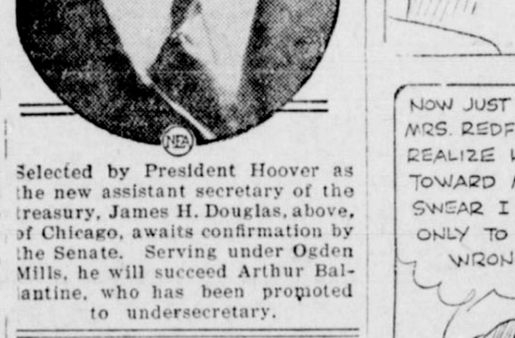 NEA
Selected by President Hoover as
the new assistant secretary of the
treasury, James H. Douglas, above,
of Chicago, awaits confirmation by
the Senate. Serving under Ogden
Mills, he will succeed Arthur Bal-
lantine, who has been promoted
to undersecretary.
NOW JUST
MRS. REDF
REALIZE
TOWARD
SWEAR I
ONLY TO
WRON